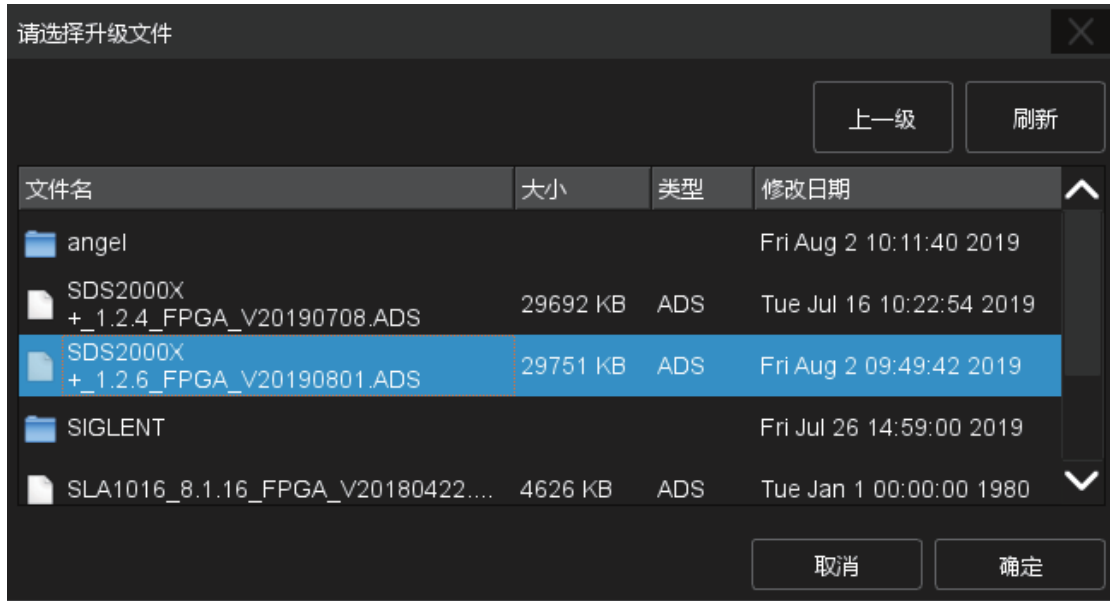 请选择升级文件
上一级 刷新
文件名 大小 类型 修改日期
angel Fri Aug 2 10:11:40 2019
SDS2000X
+_1.2.4_FPGA_V20190708.ADS 29692 KB ADS Tue Jul 16 10:22:54 2019
SDS2000X
+_1.2.6_FPGA_V20190801.ADS 29751 KB ADS Fri Aug 2 09:49:42 2019
SIGLENT Fri Jul 26 14:59:00 2019
SLA1016_8.1.16_FPGA_V20180422.... 4626 KB ADS Tue Jan 1 00:00:00 1980
取消 确定